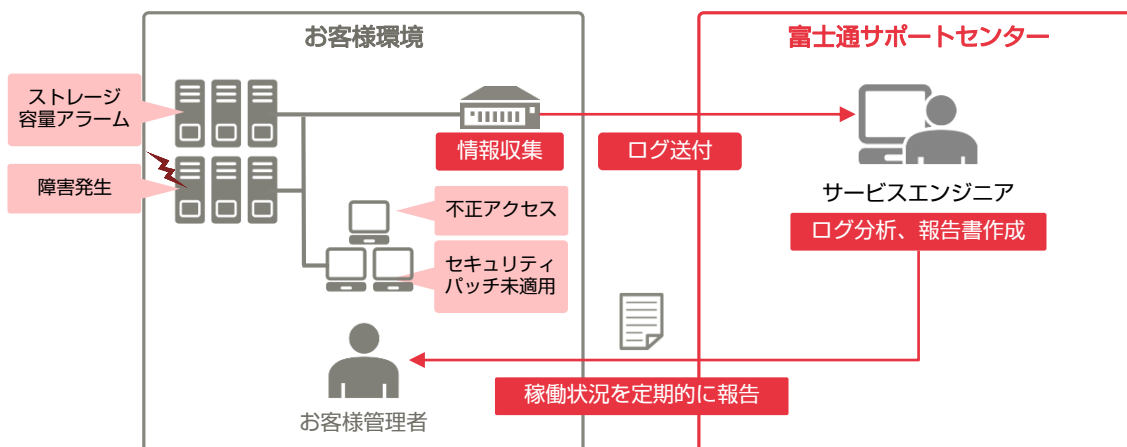 お客様環境
富士通サポートセンター
ストレージ
容量アラーム
情報収集
ログ送付
障害発生
サービスエンジニア
不正アクセス
ログ分析、報告書作成
セキュリティ
パッチ未適用
稼働状況を定期的に報告
お客様管理者